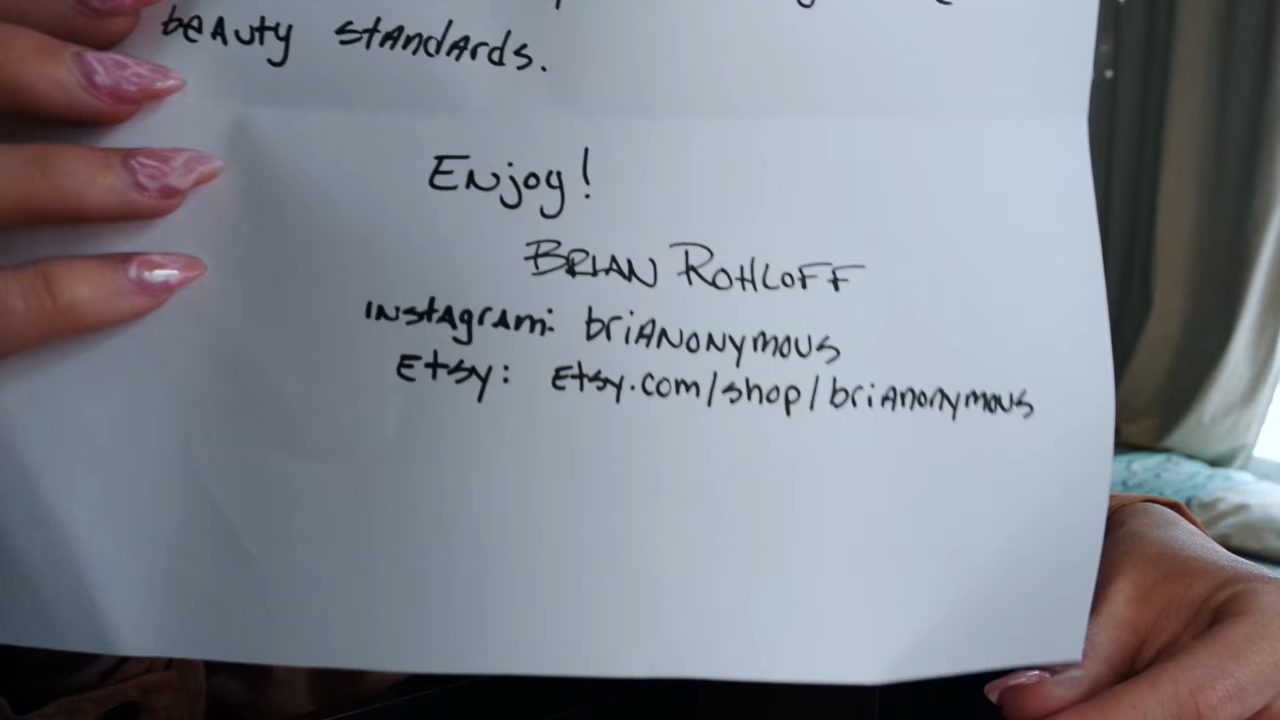 beauty standards.
Enjoy!
BRIAN ROHLOFF
Instagram: briANONymous
Etsy: Etsy.com/shop/brianonymous